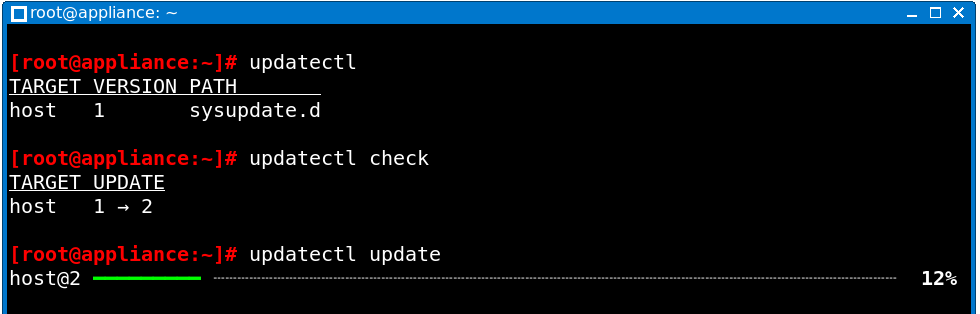 root@appliance: ~
[root@appliance:~]# updatectl
TARGET VERSION PATH
host 1 sysupdate.d
[root@appliance:~]# updatectl check
TARGET UPDATE
host 1 → 2
[root@appliance:~]# updatectl update
host@2 12%